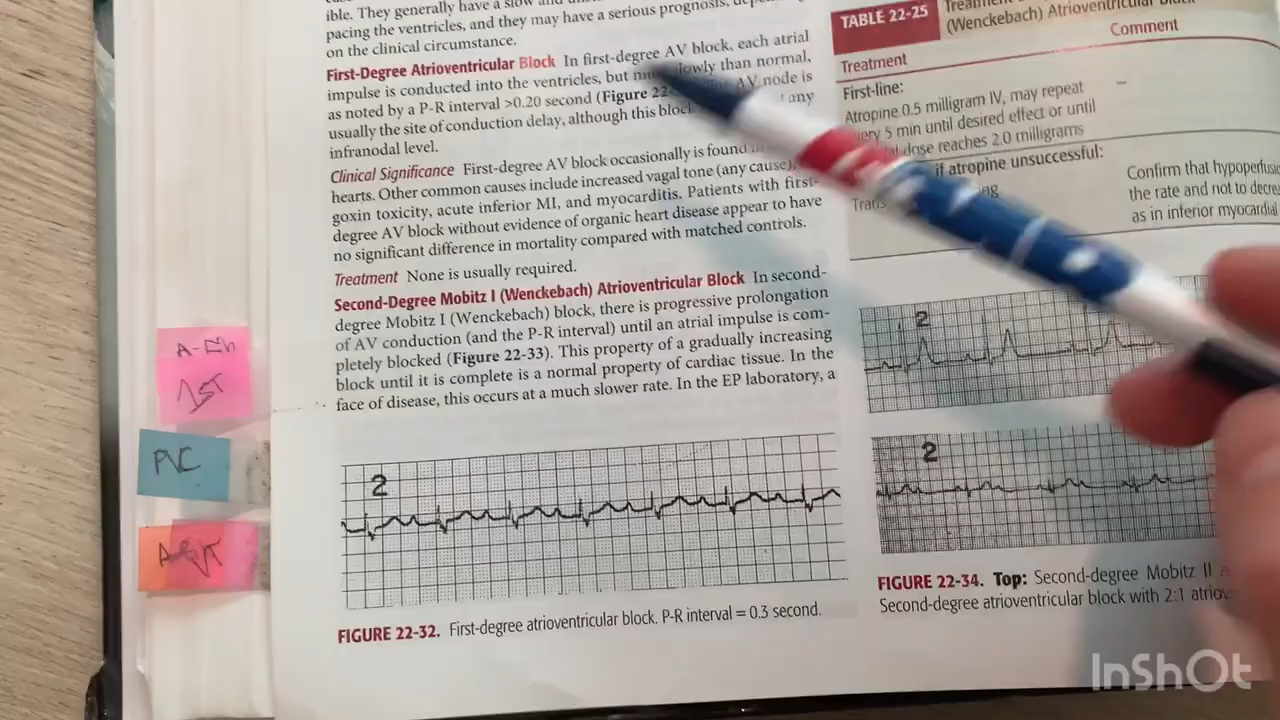 ible. They generally have a slow and
pacing the ventricles, and they may have a serious prognosis,
on the clinical circumstance.
First-Degree Atrioventricular Block In first-degree AV block, each atrial
impulse is conducted into the ventricles, but more slowly than normal,
as noted by a P-R interval >0.20 second (Figure 22- AV node is
usually the site of conduction delay, although this block any
infranodal level.
Clinical Significance First-degree AV block occasionally is found in
hearts. Other common causes include increased vagal tone (any cause),
goxin toxicity, acute inferior MI, and myocarditis. Patients with first-
degree AV block without evidence of organic heart disease appear to have
no significant difference in mortality compared with matched controls.
Treatment None is usually required.
Second-Degree Mobitz I (Wenckebach) Atrioventricular Block In second-
degree Mobitz I (Wenckebach) block, there is progressive prolongation
of AV conduction (and the P-R interval) until an atrial impulse is com-
pletely blocked (Figure 22-33). This property of a gradually increasing
block until it is complete is a normal property of cardiac tissue. In the
face of disease, this occurs at a much slower rate. In the EP laboratory, a
2
FIGURE 22-32. First-degree atrioventricular block. P-R interval = 0.3 second.
TABLE 22-25
(Wenckebach) Atrioventricular
Treatment
Comment
First-line:
Atropine 0.5 milligram IV, may repeat
every 5 min until desired effect or until
dose reaches 2.0 milligrams
–
if atropine unsuccessful:
Trans
Confirm that hypoperfusio
the rate and not to decre
as in inferior myocardial
2
2
FIGURE 22-34. Top: Second-degree Mobitz II
Second-degree atrioventricular block with 2:1 atriov
1ST
PVC
InShOt